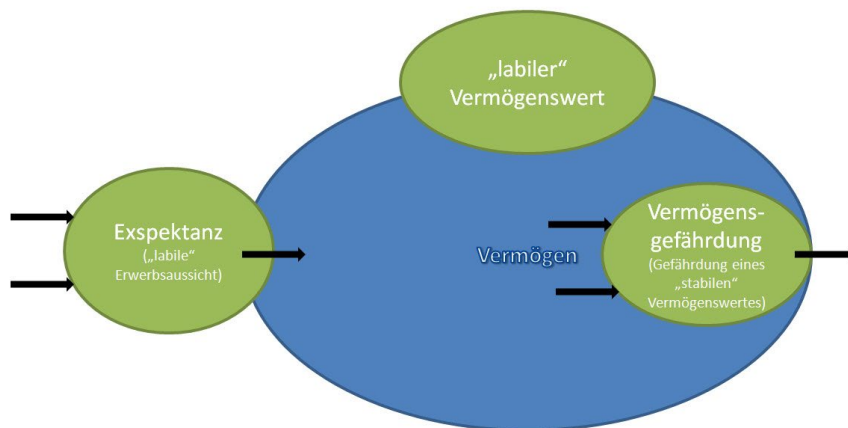 „labiler“
Vermögenswert
Exspektanz
(„labile“
Erwerbsaussicht)
Vermögen
Vermögens-
gefährdung
(Gefährdung eines
„stabilen“
Vermögenswertes)